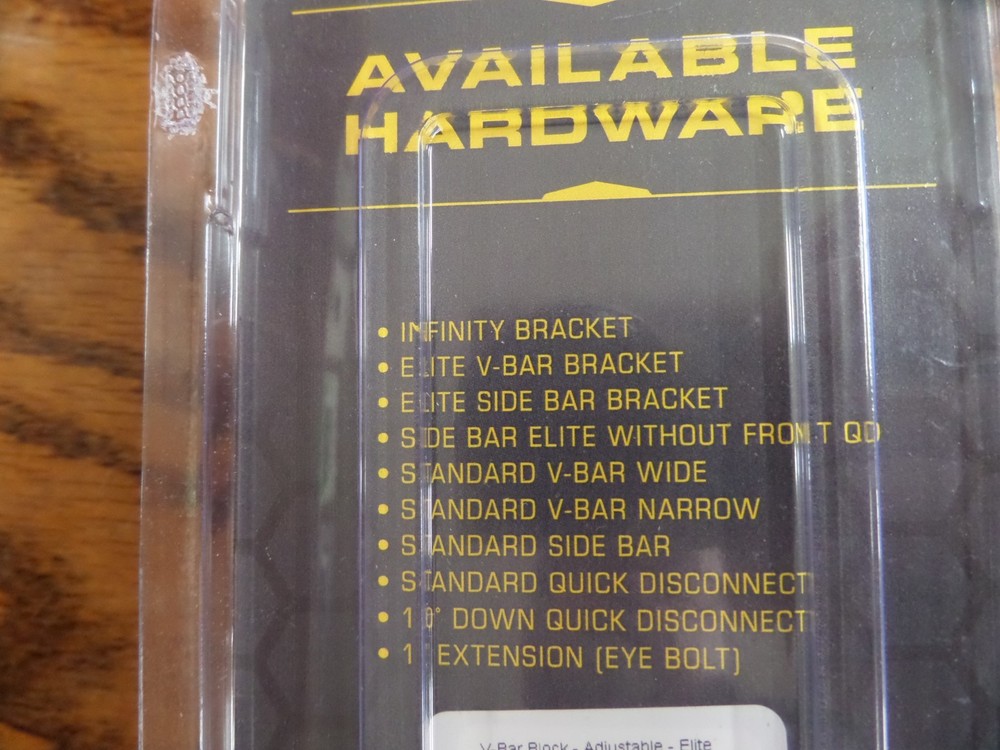 AVAILABLE
HARDWARE
• INFINITY BRACKET
• ELITE V-BAR BRACKET
• ELITE SIDE BAR BRACKET
• SIDE BAR ELITE WITHOUT FRONT QD
• STANDARD V-BAR WIDE
• STANDARD V-BAR NARROW
• STANDARD SIDE BAR
• STANDARD QUICK DISCONNECT
• 10° DOWN QUICK DISCONNECT
• 1 EXTENSION (EYE BOLT)
V-Bar Block - Adjustable - Elite